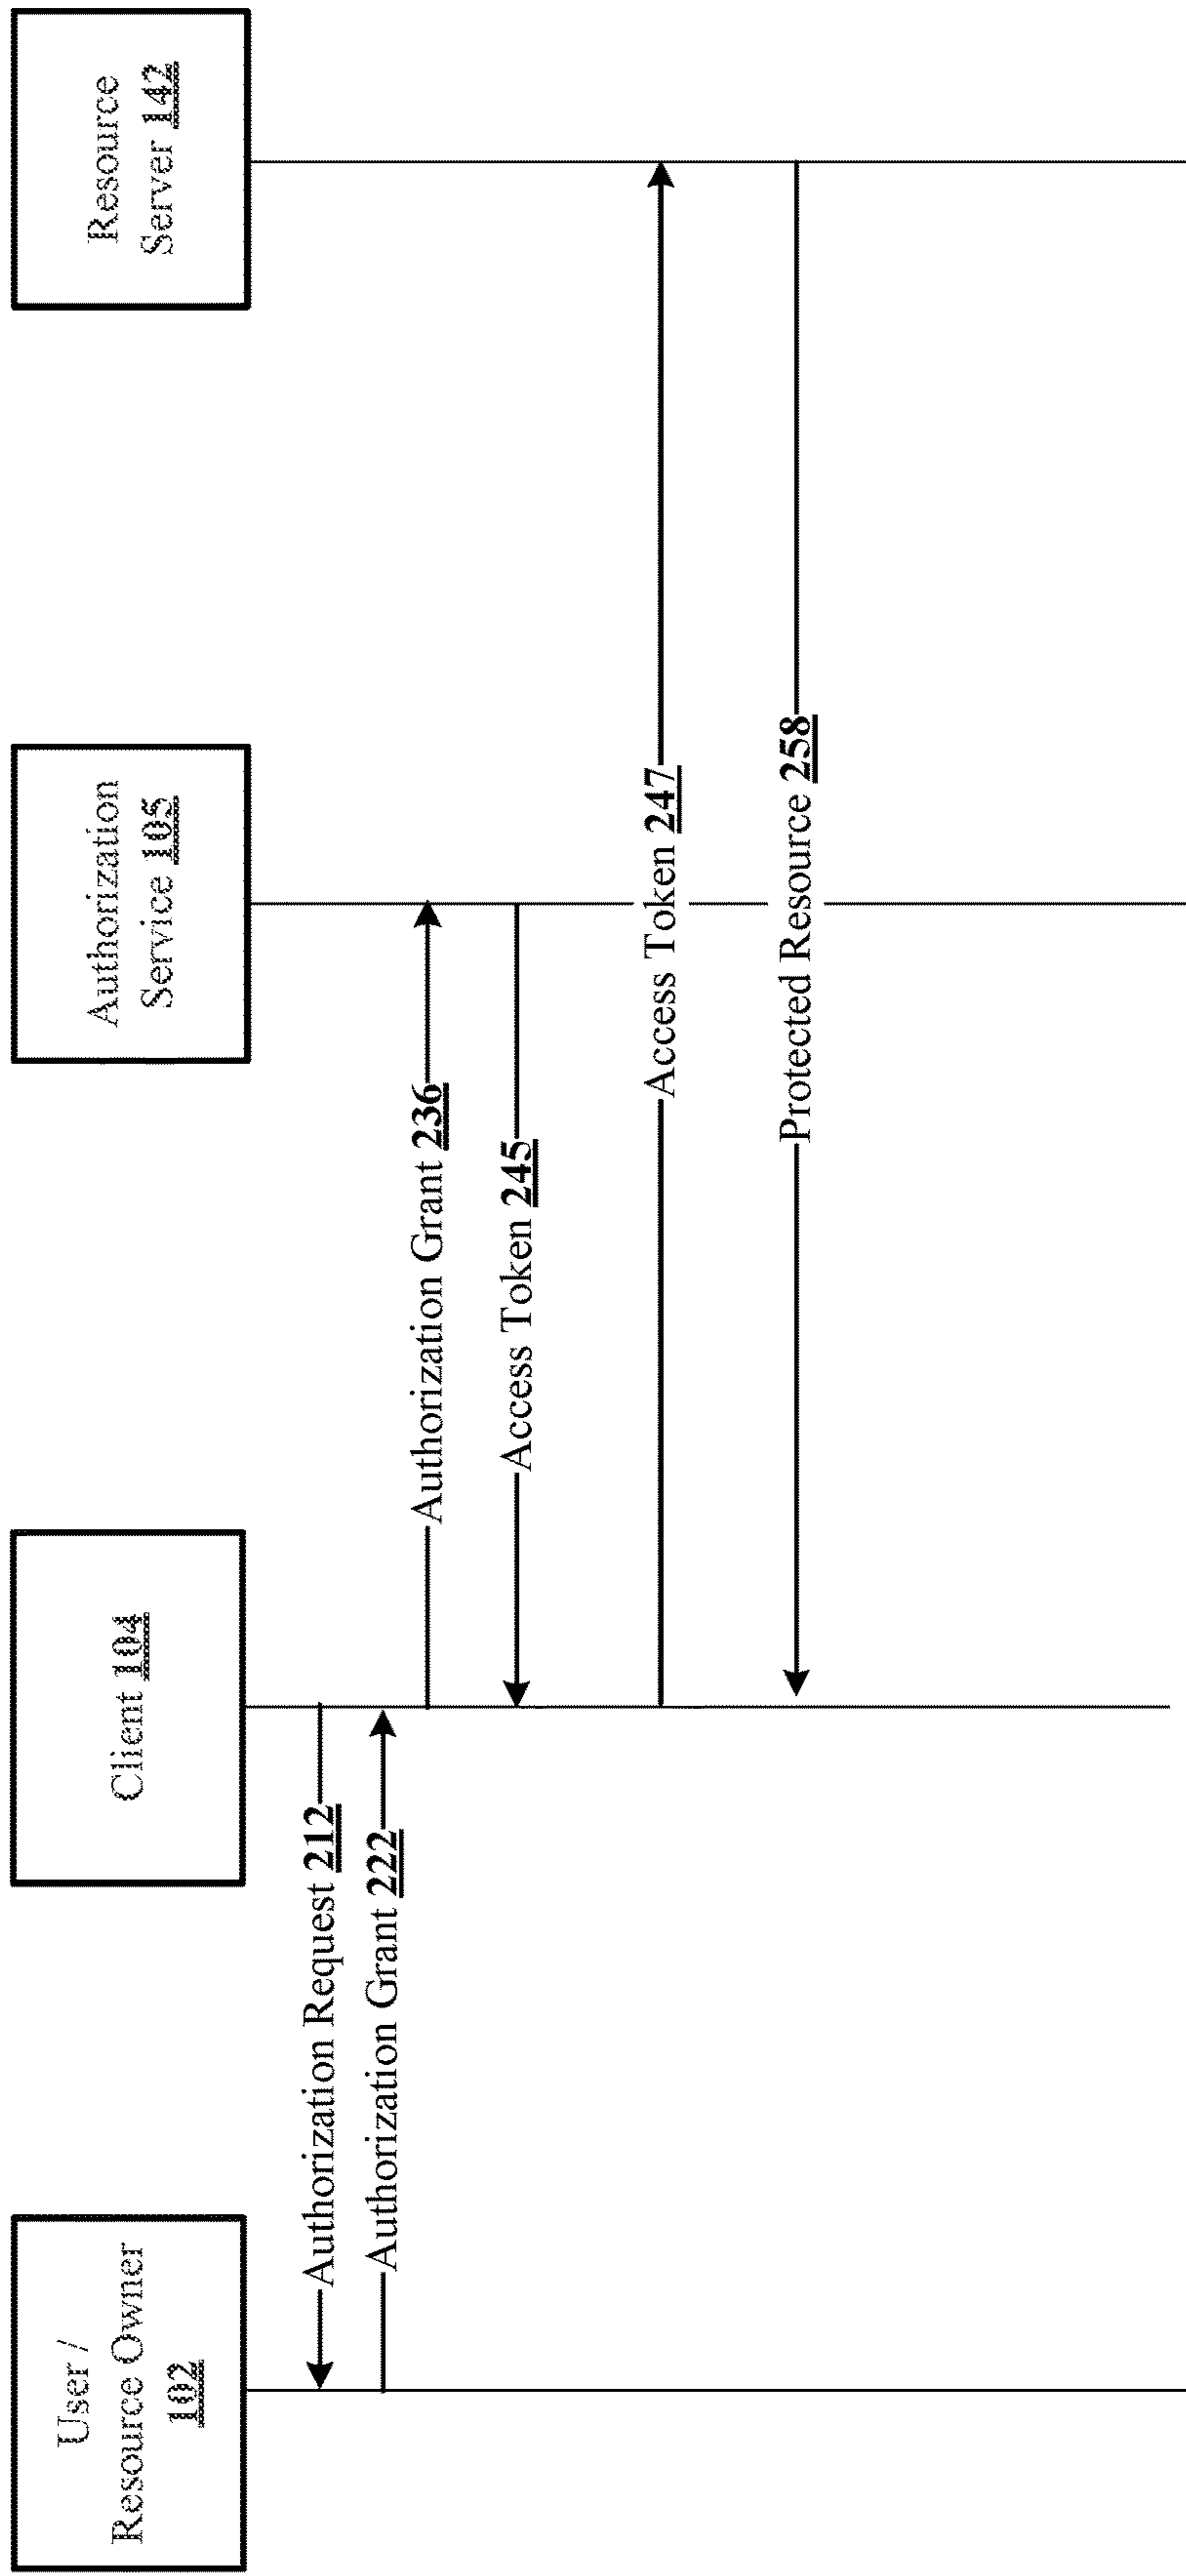 User /
Resource Owner
102
Client 104
Authorization
Service 105
Resource
Server 142
Authorization Request 212
Authorization Grant 222
Authorization Grant 236
Access Token 245
Access Token 247
Protected Resource 258